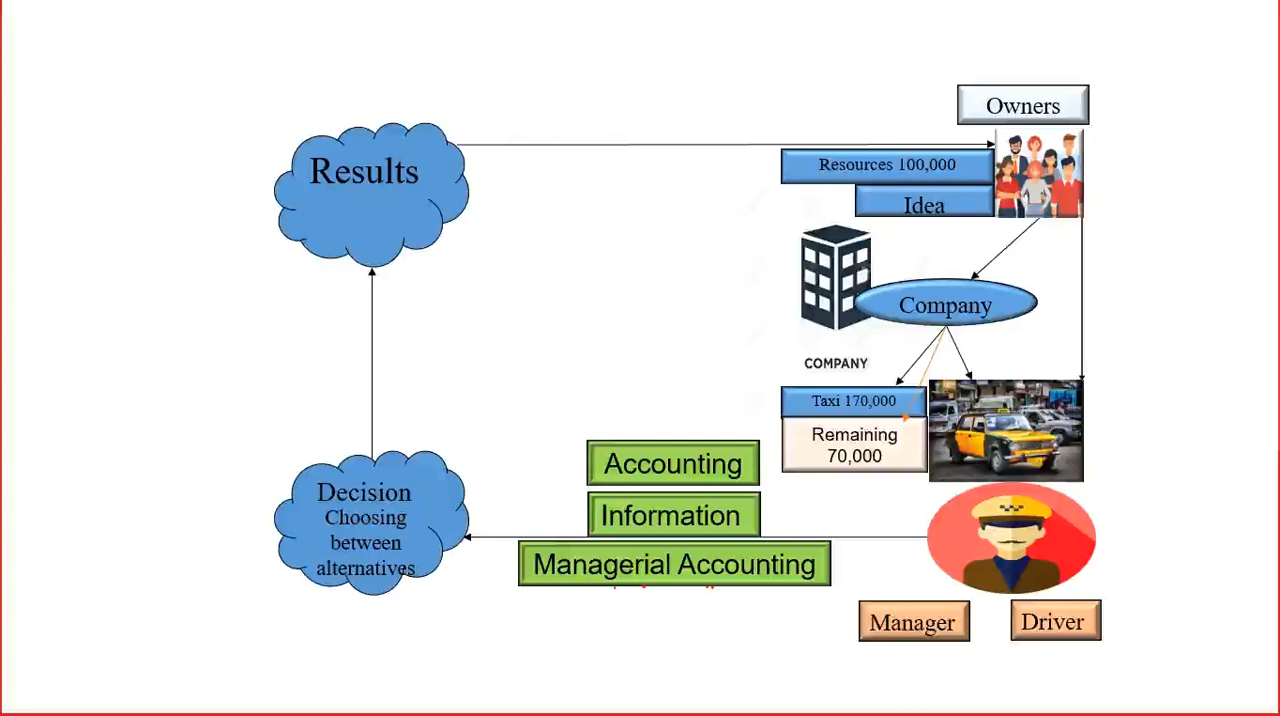 Owners
Results
Resources 100,000
Idea
Company
COMPANY
Taxi 170,000
Remaining
70,000
Accounting
Information
Managerial Accounting
Decision
Choosing
between
alternatives
Manager
Driver